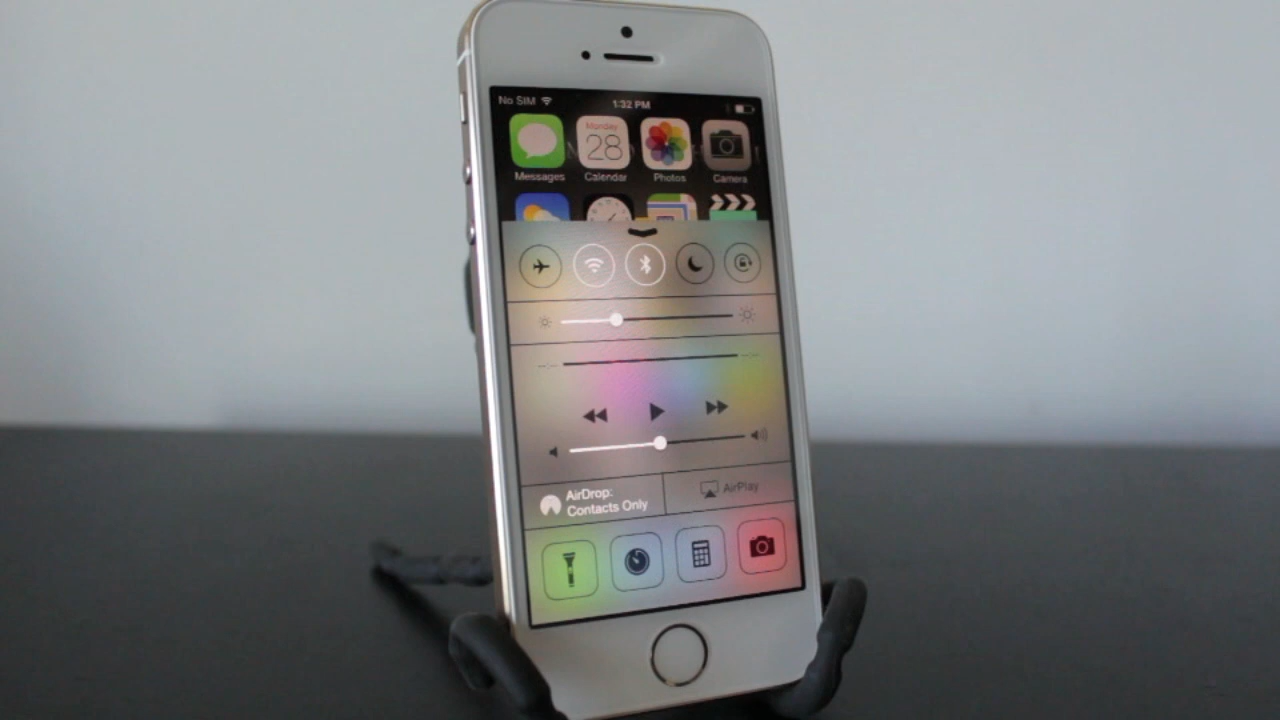 No SIM 1:32 PM
Monday
28
Messages Calendar Photos Camera
AirDrop:
Contacts Only
AirPlay